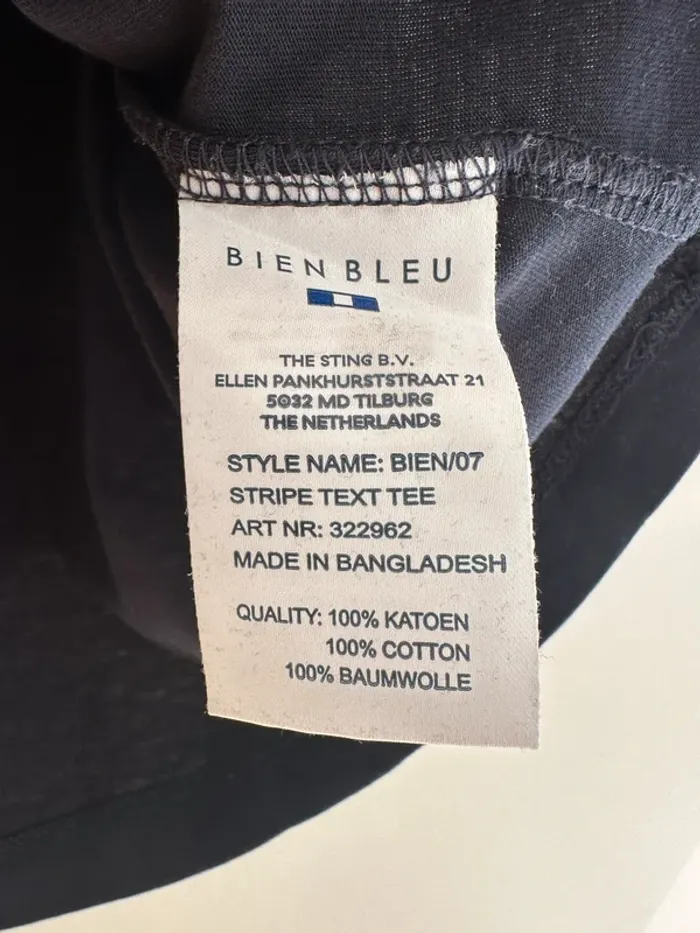 BIEN BLEU
THE STING B.V.
ELLEN PANKHURSTSTRAAT 21
5032 MD TILBURG
THE NETHERLANDS
STYLE NAME: BIEN/07
STRIPE TEXT TEE
ART NR: 322962
MADE IN BANGLADESH
QUALITY: 100% KATOEN
100% COTTON
100% BAUMWOLLE